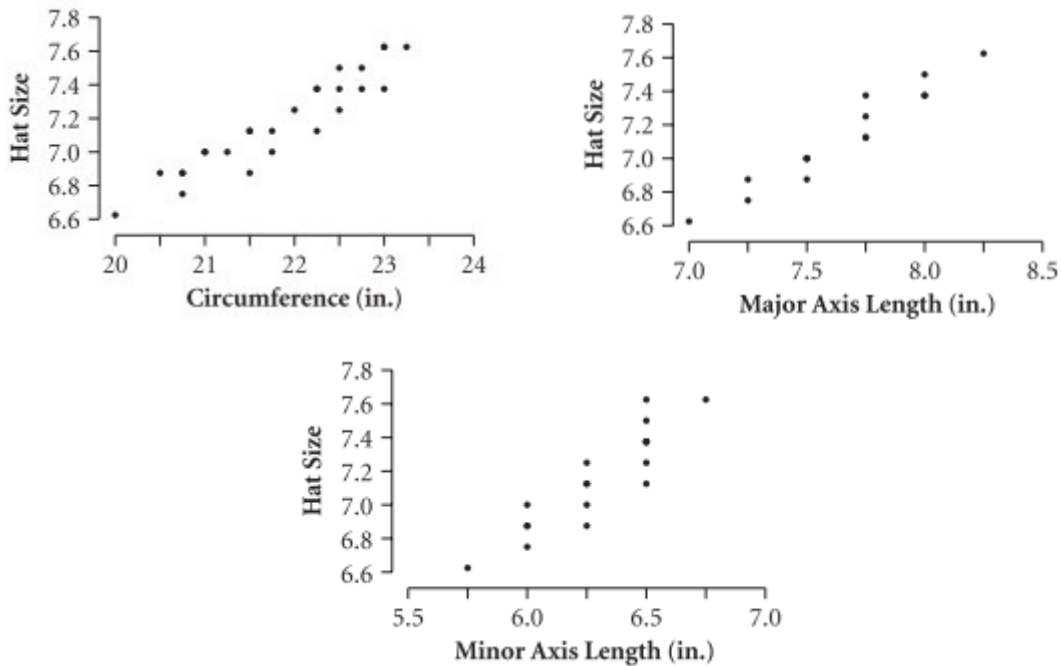 7.8
7.6
7.4
7.2
7.0
6.8
6.6
Hat Size
20 21 22 23 24
Circumference (in.)
7.8
7.6
7.4
7.2
7.0
6.8
6.6
Hat Size
7.0 7.5 8.0 8.5
Major Axis Length (in.)
7.8
7.6
7.4
7.2
7.0
6.8
6.6
Hat Size
5.5 6.0 6.5 7.0
Minor Axis Length (in.)